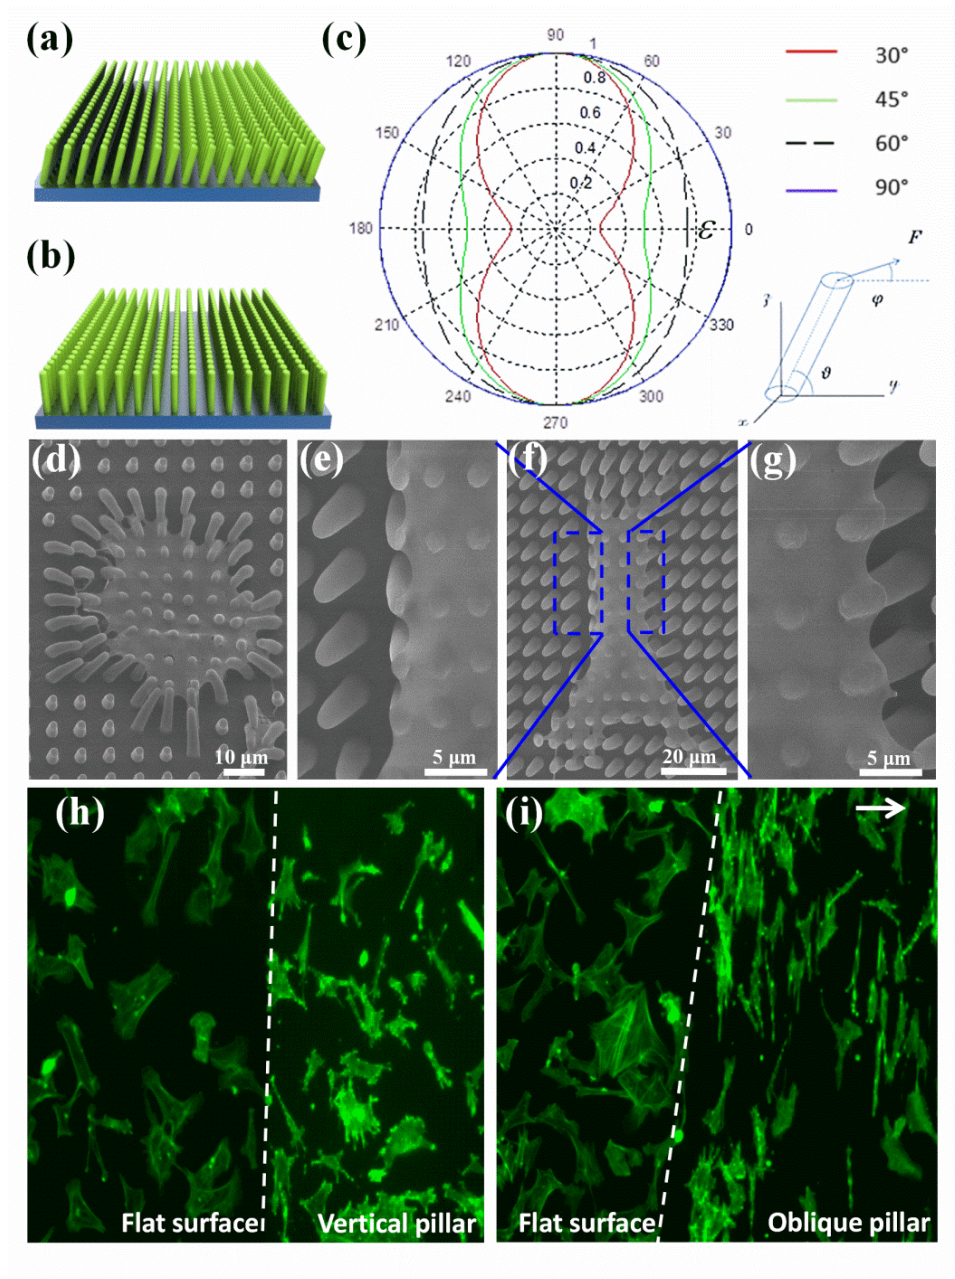 (a)
(b)
(c)
90
120
60
1
0.8
0.6
0.4
0.2
150
30
180
0
ε
210
330
240
300
270
30°
45°
60°
90°
F
φ
z
ϑ
y
x
(d)
10 μm
(e)
5 μm
(f)
20 μm
(g)
5 μm
(h)
Flat surface
Vertical pillar
(i)
Flat surface
Oblique pillar